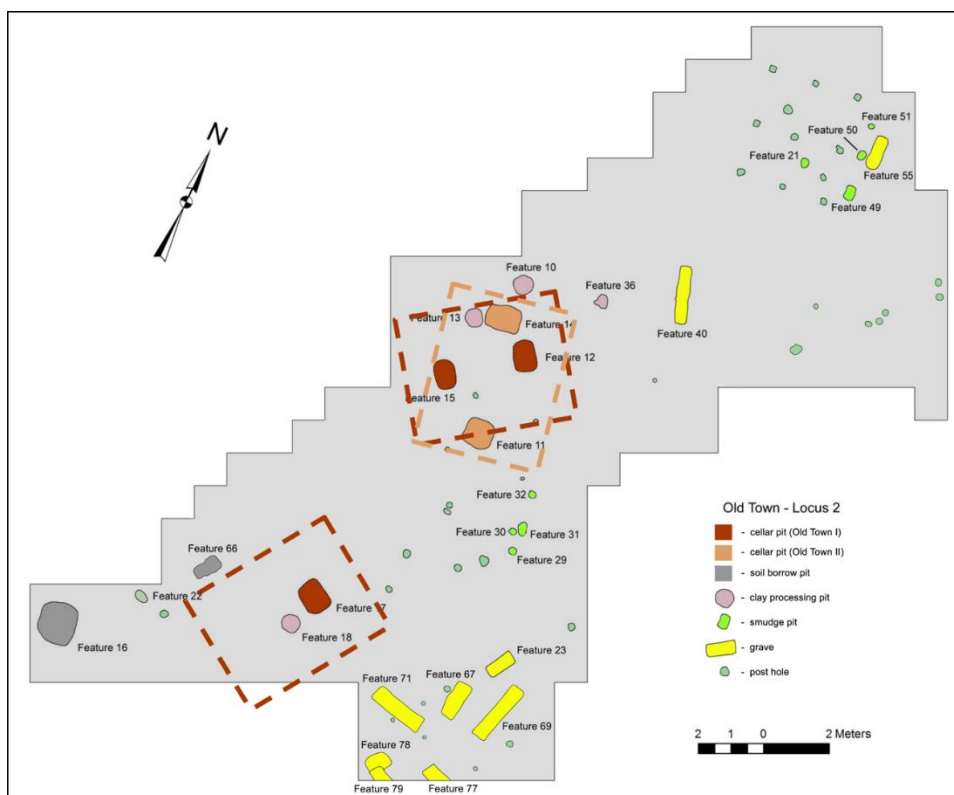 N
Feature 51
Feature 50
Feature 21
Feature 55
Feature 49
Feature 10
Feature 36
Feature 13
Feature 14
Feature 40
Feature 12
Feature 15
Feature 11
Feature 32
Old Town - Locus 2
- cellar pit (Old Town I)
- cellar pit (Old Town II)
- soil borrow pit
- clay processing pit
- smudge pit
- grave
- post hole
2 1 0 2 Meters
Feature 30
Feature 31
Feature 29
Feature 66
Feature 22
Feature 17
Feature 18
Feature 16
Feature 23
Feature 71
Feature 67
Feature 69
Feature 78
Feature 79
Feature 77